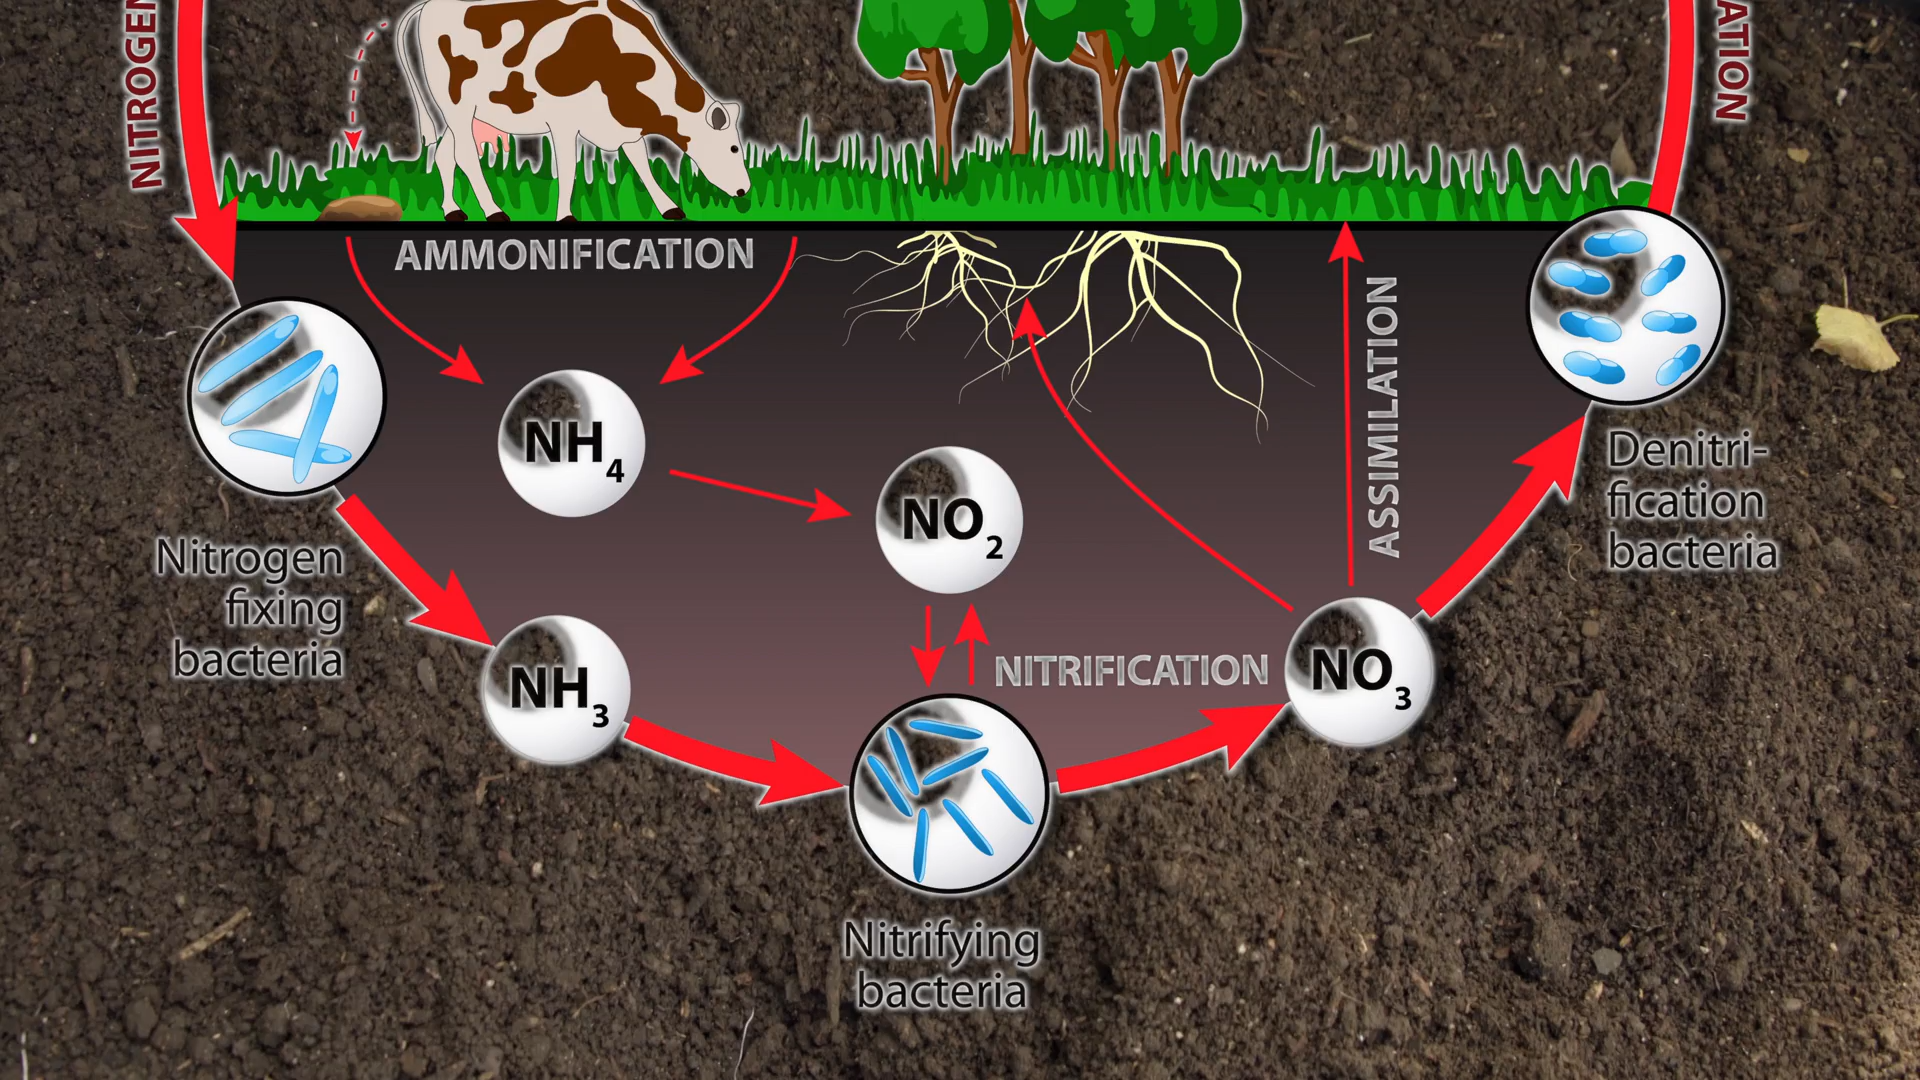 NITROGEN
ATION
AMMONIFICATION
ASSIMILATION
NH4
NO2
Denitri-
fication
bacteria
Nitrogen
fixing
bacteria
NH3
NITRIFICATION
NO3
Nitrifying
bacteria